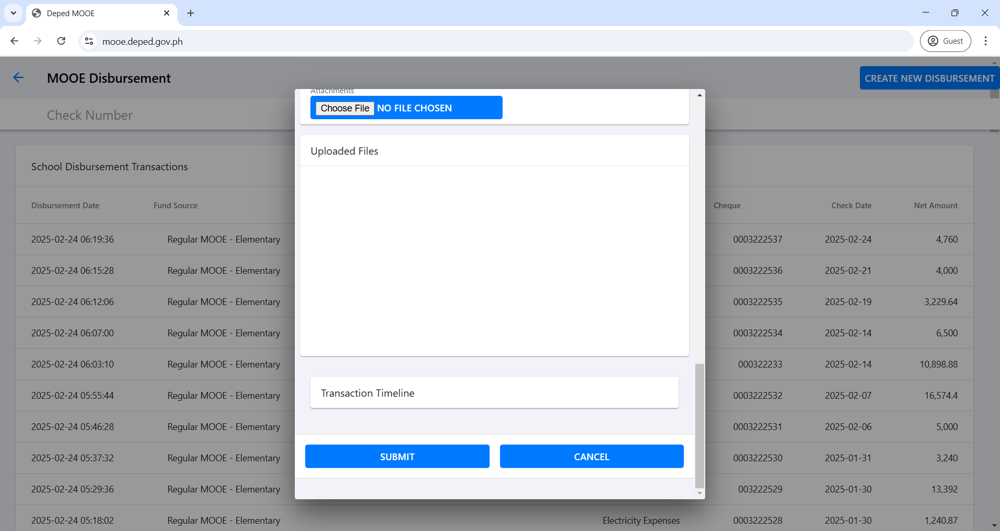 Deped MOOE
mooe.deped.gov.ph
Guest
MOOE Disbursement
CREATE NEW DISBURSEMENT
Check Number
Attachments
Choose File NO FILE CHOSEN
Uploaded Files
Transaction Timeline
SUBMIT CANCEL
School Disbursement Transactions
Disbursement Date Fund Source Cheque Check Date Net Amount
2025-02-24 06:19:36 Regular MOOE - Elementary 0003222537 2025-02-24 4,760
2025-02-24 06:15:28 Regular MOOE - Elementary 0003222536 2025-02-21 4,000
2025-02-24 06:12:06 Regular MOOE - Elementary 0003222535 2025-02-19 3,229.64
2025-02-24 06:07:00 Regular MOOE - Elementary 0003222534 2025-02-14 6,500
2025-02-24 06:03:10 Regular MOOE - Elementary 000322233 2025-02-14 10,898.88
2025-02-24 05:55:44 Regular MOOE - Elementary 0003222532 2025-02-07 16,574.4
2025-02-24 05:46:28 Regular MOOE - Elementary 0003222531 2025-02-06 5,000
2025-02-24 05:37:32 Regular MOOE - Elementary 0003222530 2025-01-31 3,240
2025-02-24 05:29:36 Regular MOOE - Elementary 003222529 2025-01-30 13,392
2025-02-24 05:18:02 Regular MOOE - Elementary Electricity Expenses 0003222528 2025-01-30 1,240.87